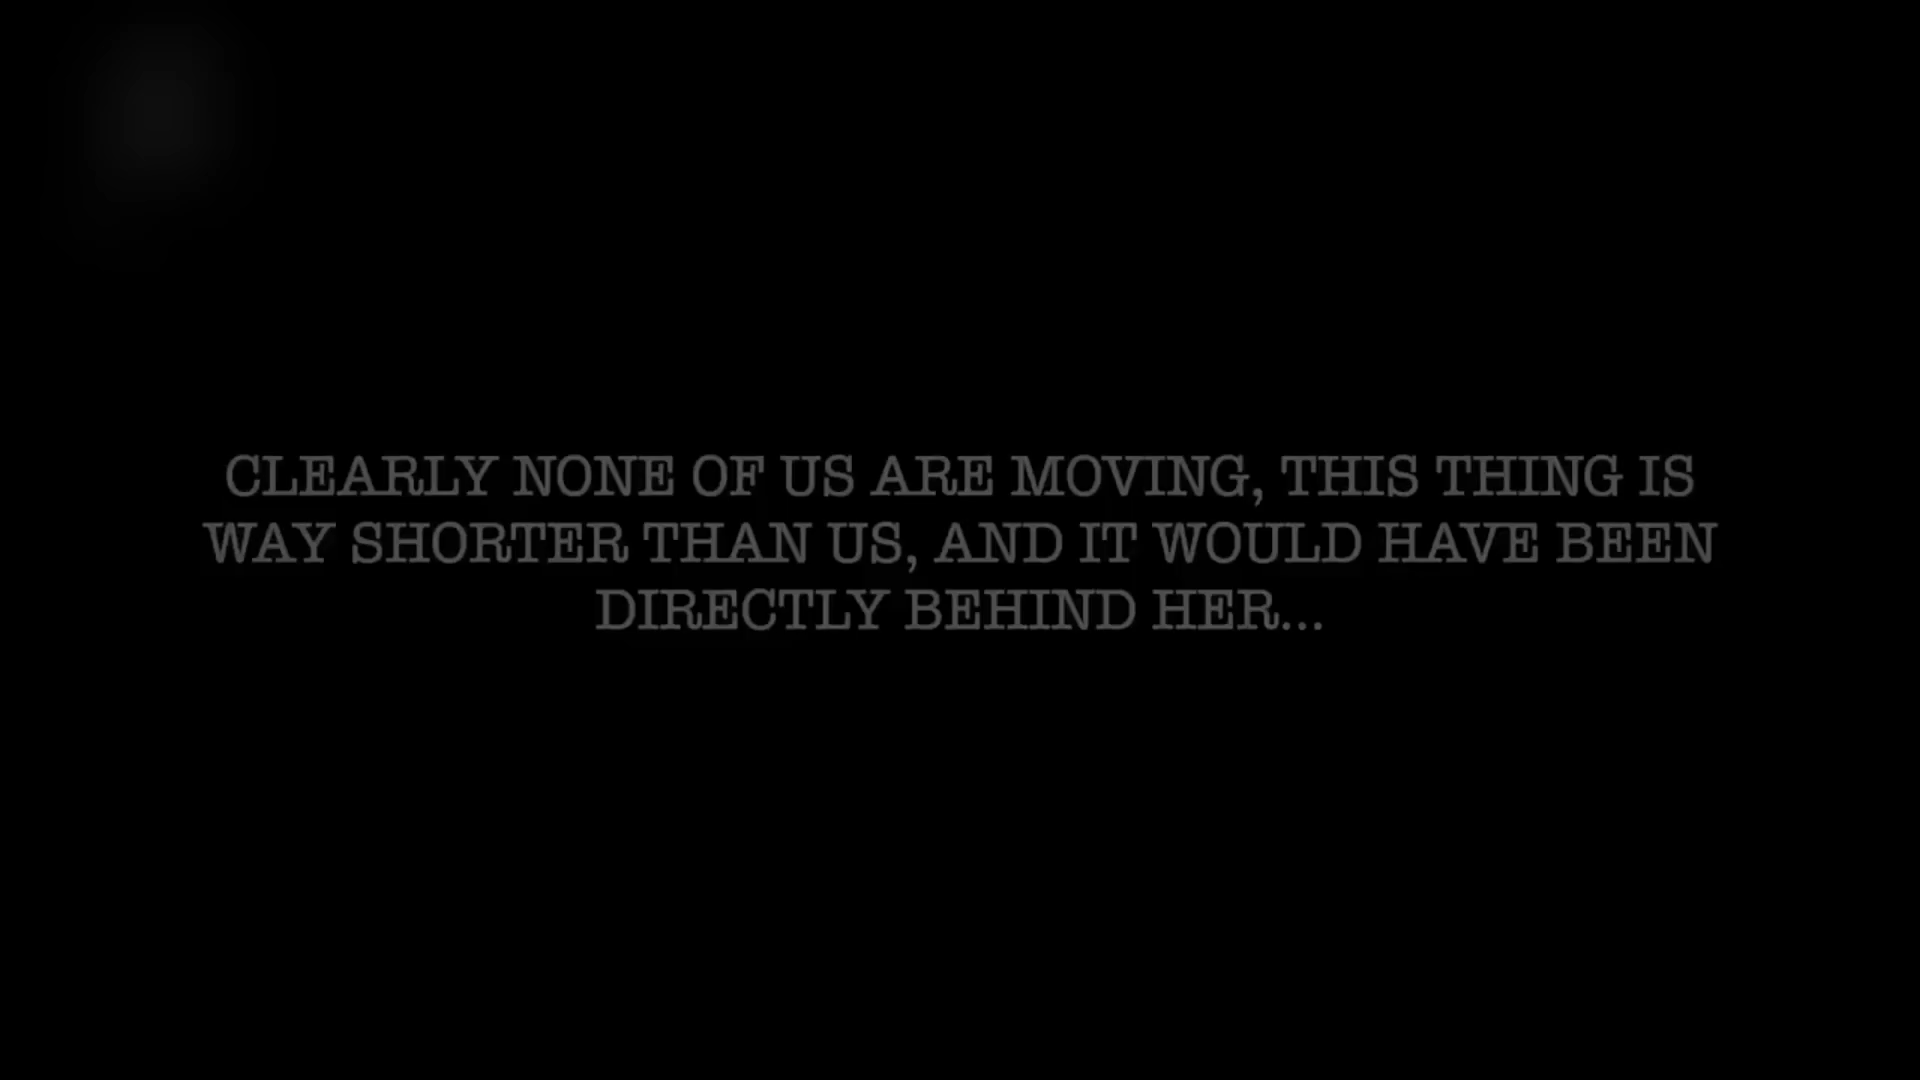 CLEARLY NONE OF US ARE MOVING, THIS THING IS
WAY SHORTER THAN US, AND IT WOULD HAVE BEEN
DIRECTLY BEHIND HER...